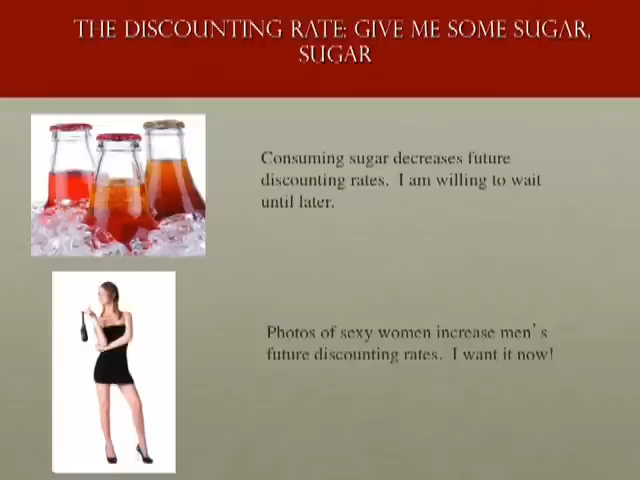 THE DISCOUNTING RATE: GIVE ME SOME SUGAR,
SUGAR
Consuming sugar decreases future
discounting rates.  I am willing to wait
until later.
Photos of sexy women increase men's
future discounting rates.  I want it now!